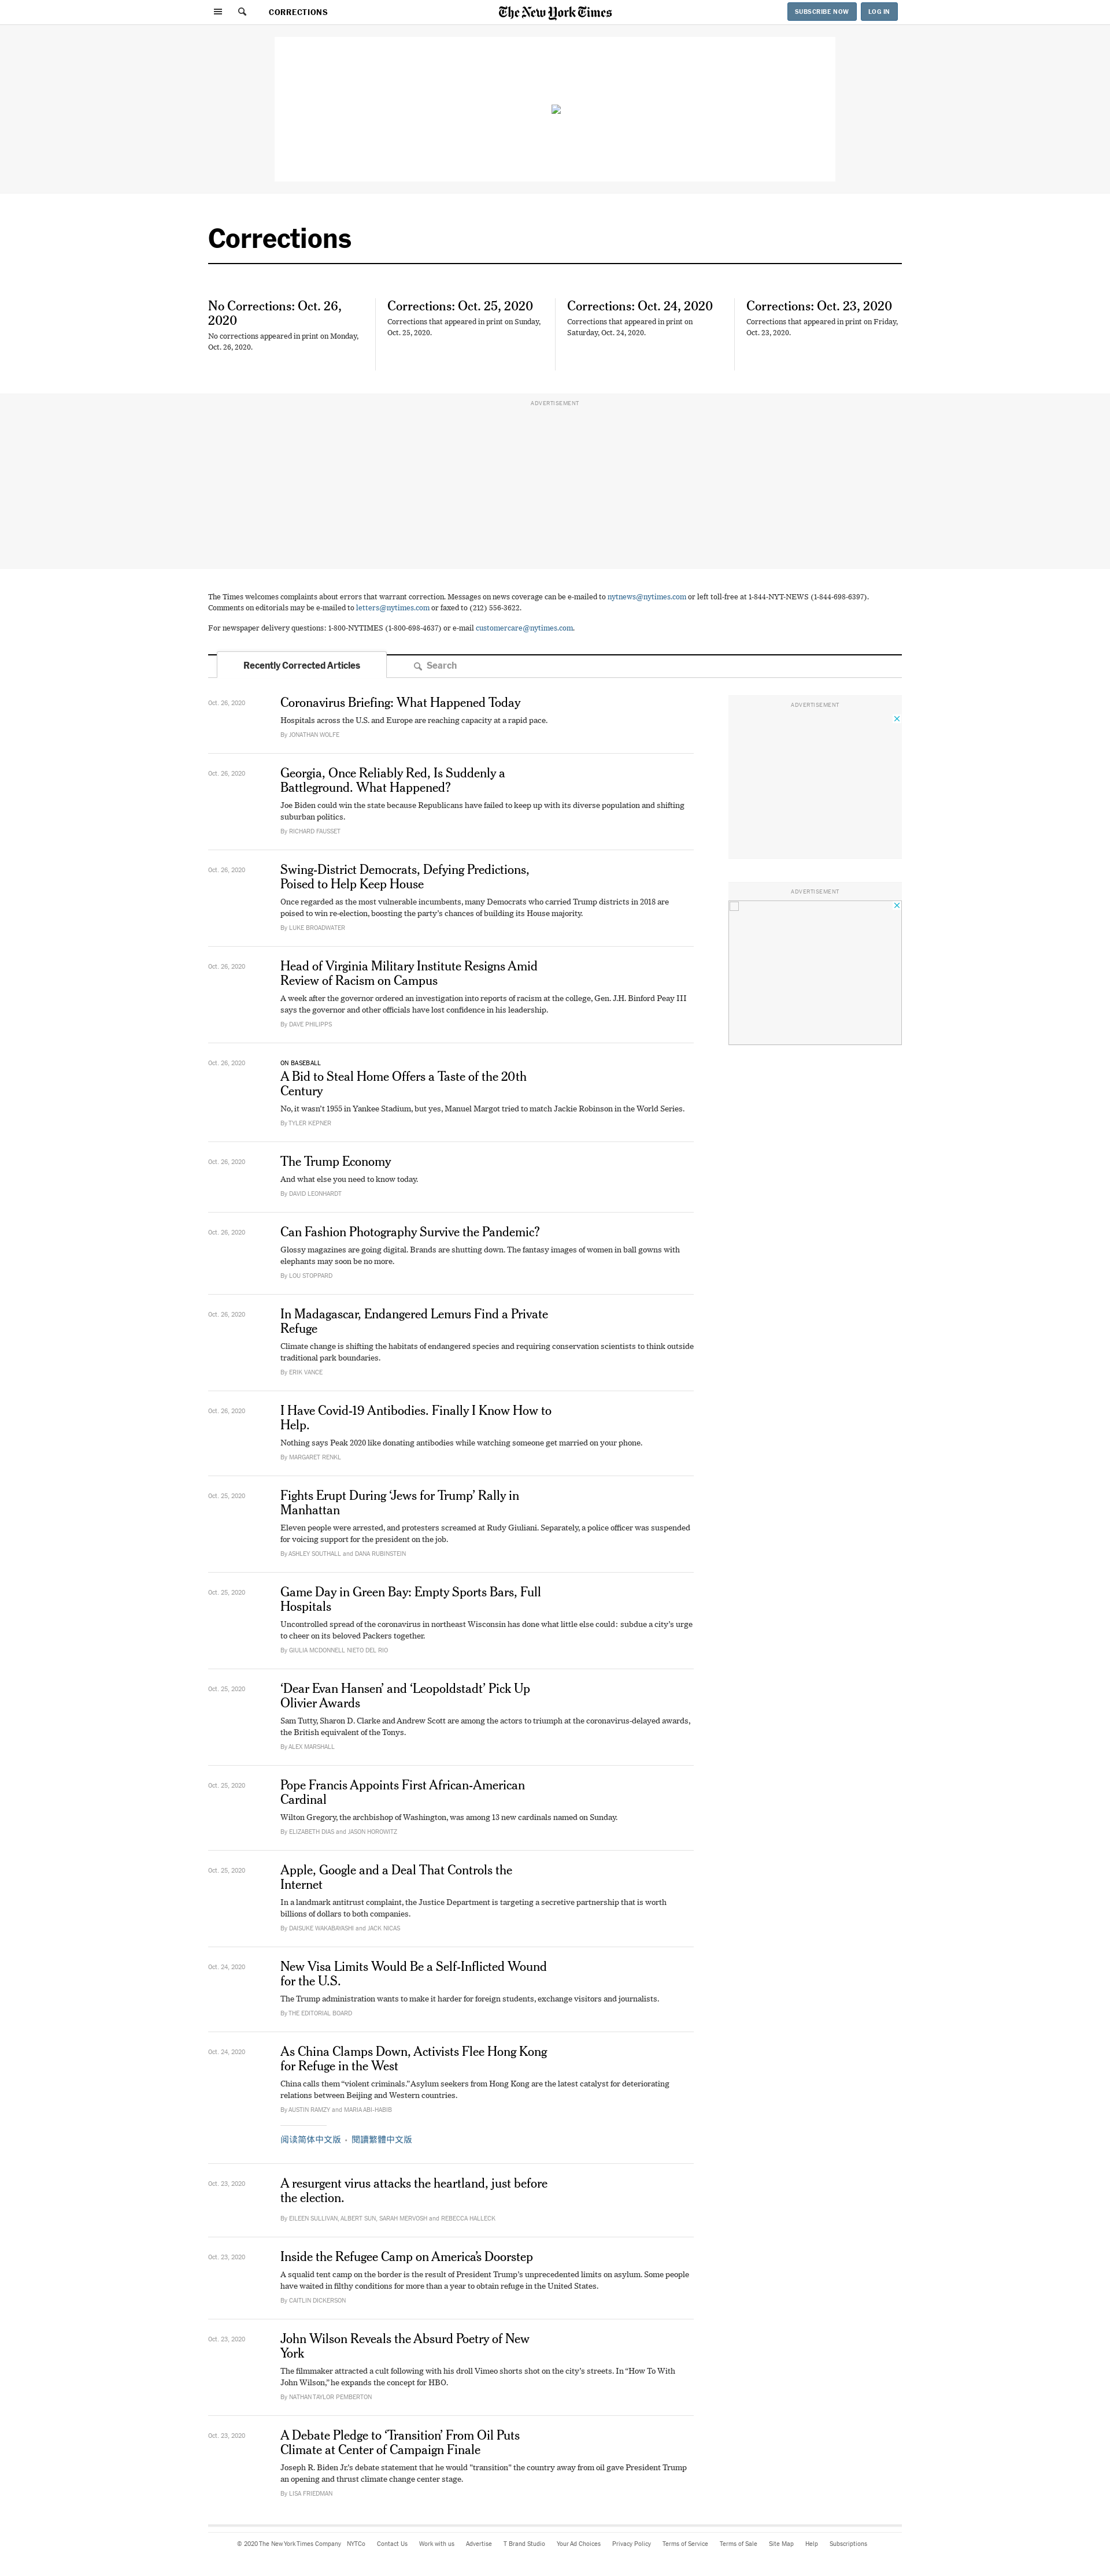 CORRECTIONS
The New York Times
SUBSCRIBE NOW
LOG IN
Corrections
No Corrections: Oct. 26,
2020
No corrections appeared in print on Monday,
Oct. 26, 2020.
Corrections: Oct. 25, 2020
Corrections that appeared in print on Sunday,
Oct. 25, 2020.
Corrections: Oct. 24, 2020
Corrections that appeared in print on
Saturday, Oct. 24, 2020.
Corrections: Oct. 23, 2020
Corrections that appeared in print on Friday,
Oct. 23, 2020.
ADVERTISEMENT
The Times welcomes complaints about errors that warrant correction. Messages on news coverage can be e-mailed to nytnews@nytimes.com or left toll-free at 1-844-NYT-NEWS (1-844-698-6397).
Comments on editorials may be e-mailed to letters@nytimes.com or faxed to (212) 556-3622.
For newspaper delivery questions: 1-800-NYTIMES (1-800-698-4637) or e-mail customercare@nytimes.com.
Recently Corrected Articles
Search
Oct. 26, 2020
Coronavirus Briefing: What Happened Today
Hospitals across the U.S. and Europe are reaching capacity at a rapid pace.
By JONATHAN WOLFE
ADVERTISEMENT
Oct. 26, 2020
Georgia, Once Reliably Red, Is Suddenly a
Battleground. What Happened?
Joe Biden could win the state because Republicans have failed to keep up with its diverse population and shifting
suburban politics.
By RICHARD FAUSSET
Oct. 26, 2020
Swing-District Democrats, Defying Predictions,
Poised to Help Keep House
Once regarded as the most vulnerable incumbents, many Democrats who carried Trump districts in 2018 are
poised to win re-election, boosting the party's chances of building its House majority.
By LUKE BROADWATER
ADVERTISEMENT
Oct. 26, 2020
Head of Virginia Military Institute Resigns Amid
Review of Racism on Campus
A week after the governor ordered an investigation into reports of racism at the college, Gen. J.H. Binford Peay III
says the governor and other officials have lost confidence in his leadership.
By DAVE PHILIPPS
Oct. 26, 2020
ON BASEBALL
A Bid to Steal Home Offers a Taste of the 20th
Century
No, it wasn't 1955 in Yankee Stadium, but yes, Manuel Margot tried to match Jackie Robinson in the World Series.
By TYLER KEPNER
Oct. 26, 2020
The Trump Economy
And what else you need to know today.
By DAVID LEONHARDT
Oct. 26, 2020
Can Fashion Photography Survive the Pandemic?
Glossy magazines are going digital. Brands are shutting down. The fantasy images of women in ball gowns with
elephants may soon be no more.
By LOU STOPPARD
Oct. 26, 2020
In Madagascar, Endangered Lemurs Find a Private
Refuge
Climate change is shifting the habitats of endangered species and requiring conservation scientists to think outside
traditional park boundaries.
By ERIK VANCE
Oct. 26, 2020
I Have Covid-19 Antibodies. Finally I Know How to
Help.
Nothing says Peak 2020 like donating antibodies while watching someone get married on your phone.
By MARGARET RENKL
Oct. 25, 2020
Fights Erupt During ‘Jews for Trump’ Rally in
Manhattan
Eleven people were arrested, and protesters screamed at Rudy Giuliani. Separately, a police officer was suspended
for voicing support for the president on the job.
By ASHLEY SOUTHALL and DANA RUBINSTEIN
Oct. 25, 2020
Game Day in Green Bay: Empty Sports Bars, Full
Hospitals
Uncontrolled spread of the coronavirus in northeast Wisconsin has done what little else could: subdue a city's urge
to cheer on its beloved Packers together.
By GIULIA MCDONNELL NIETO DEL RIO
Oct. 25, 2020
‘Dear Evan Hansen’ and ‘Leopoldstadt’ Pick Up
Olivier Awards
Sam Tutty, Sharon D. Clarke and Andrew Scott are among the actors to triumph at the coronavirus-delayed awards,
the British equivalent of the Tonys.
By ALEX MARSHALL
Oct. 25, 2020
Pope Francis Appoints First African-American
Cardinal
Wilton Gregory, the archbishop of Washington, was among 13 new cardinals named on Sunday.
By ELIZABETH DIAS and JASON HOROWITZ
Oct. 25, 2020
Apple, Google and a Deal That Controls the
Internet
In a landmark antitrust complaint, the Justice Department is targeting a secretive partnership that is worth
billions of dollars to both companies.
By DAISUKE WAKABAYASHI and JACK NICAS
Oct. 24, 2020
New Visa Limits Would Be a Self-Inflicted Wound
for the U.S.
The Trump administration wants to make it harder for foreign students, exchange visitors and journalists.
By THE EDITORIAL BOARD
Oct. 24, 2020
As China Clamps Down, Activists Flee Hong Kong
for Refuge in the West
China calls them “violent criminals.” Asylum seekers from Hong Kong are the latest catalyst for deteriorating
relations between Beijing and Western countries.
By AUSTIN RAMZY and MARIA ABI-HABIB
阅读简体中文版 · 閱讀繁體中文版
Oct. 23, 2020
A resurgent virus attacks the heartland, just before
the election.
By EILEEN SULLIVAN, ALBERT SUN, SARAH MERVOSH and REBECCA HALLECK
Oct. 23, 2020
Inside the Refugee Camp on America's Doorstep
A squalid tent camp on the border is the result of President Trump's unprecedented limits on asylum. Some people
have waited in filthy conditions for more than a year to obtain refuge in the United States.
By CAITLIN DICKERSON
Oct. 23, 2020
John Wilson Reveals the Absurd Poetry of New
York
The filmmaker attracted a cult following with his droll Vimeo shorts shot on the city's streets. In “How To With
John Wilson,” he expands the concept for HBO.
By NATHAN TAYLOR PEMBERTON
Oct. 23, 2020
A Debate Pledge to ‘Transition’ From Oil Puts
Climate at Center of Campaign Finale
Joseph R. Biden Jr.'s debate statement that he would "transition" the country away from oil gave President Trump
an opening and thrust climate change center stage.
By LISA FRIEDMAN
© 2020 The New York Times Company NYTCo Contact Us Work with us Advertise T Brand Studio Your Ad Choices Privacy Policy Terms of Service Terms of Sale Site Map Help Subscriptions